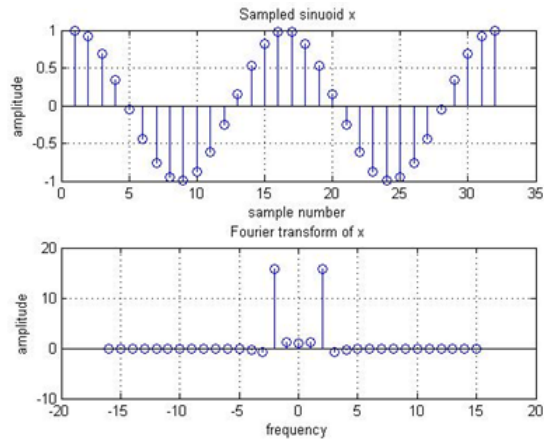 Sampled sinuoid x
amplitude
1
0.5
0
-0.5
-1
0 5 10 15 20 25 30 35
sample number
Fourier transform of x
amplitude
20
10
0
-10
-20 -15 -10 -5 0 5 10 15 20
frequency